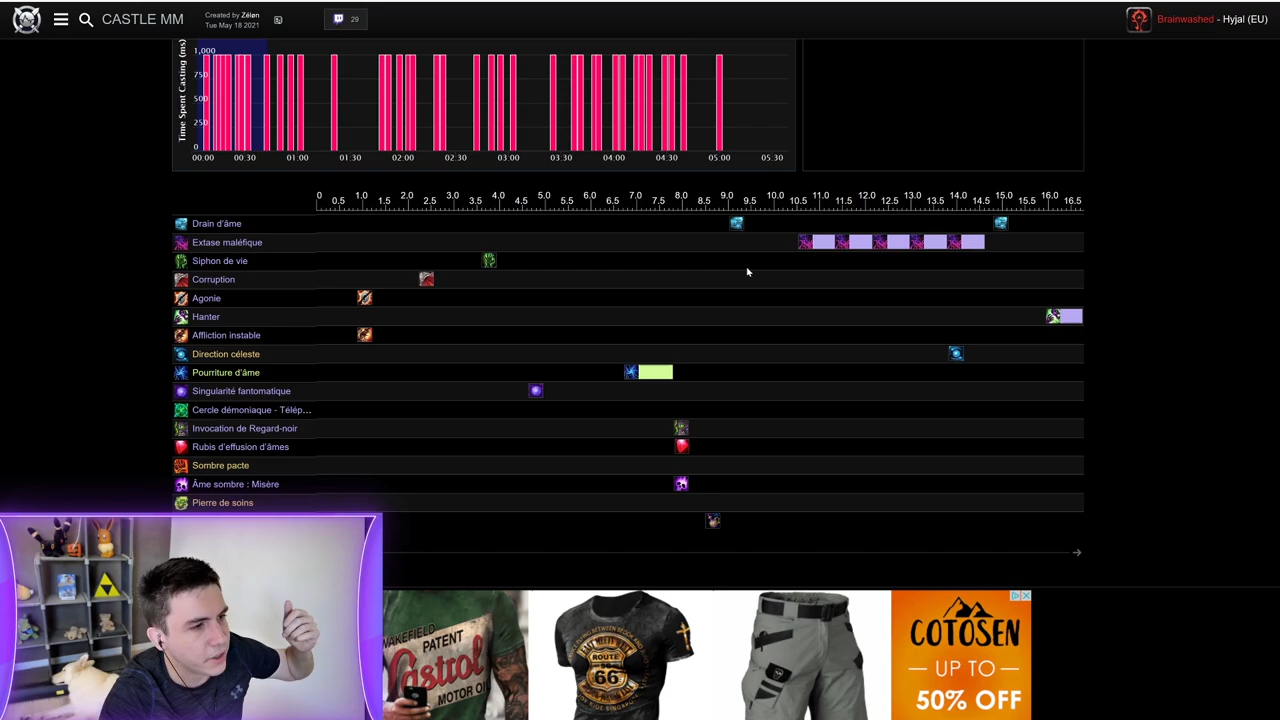 CASTLE MM
Created by Zéløn
Tue May 18 2021
29
Brainwashed - Hyjal (EU)
Time Spent Casting (ms)
1,000
750
500
250
0
00:00 00:30 01:00 01:30 02:00 02:30 03:00 03:30 04:00 04:30 05:00 05:30
0 1.0 2.0 3.0 4.0 5.0 6.0 7.0 8.0 9.0 10.0 11.0 12.0 13.0 14.0 15.0 16.0
0.5 1.5 2.5 3.5 4.5 5.5 6.5 7.5 8.5 9.5 10.5 11.5 12.5 13.5 14.5 15.5 16.5
Drain d'âme
Extase maléfique
Siphon de vie
Corruption
Agonie
Hanter
Affliction instable
Direction céleste
Pourriture d'âme
Singularité fantomatique
Cercle démoniaque - Télép…
Invocation de Regard-noir
Rubis d'effusion d'âmes
Sombre pacte
Âme sombre : Misère
Pierre de soins
WAKEFIELD
PATENT
Castrol
MOTOR OIL
ROUTE
66
COTOSEN
UP TO
50% OFF